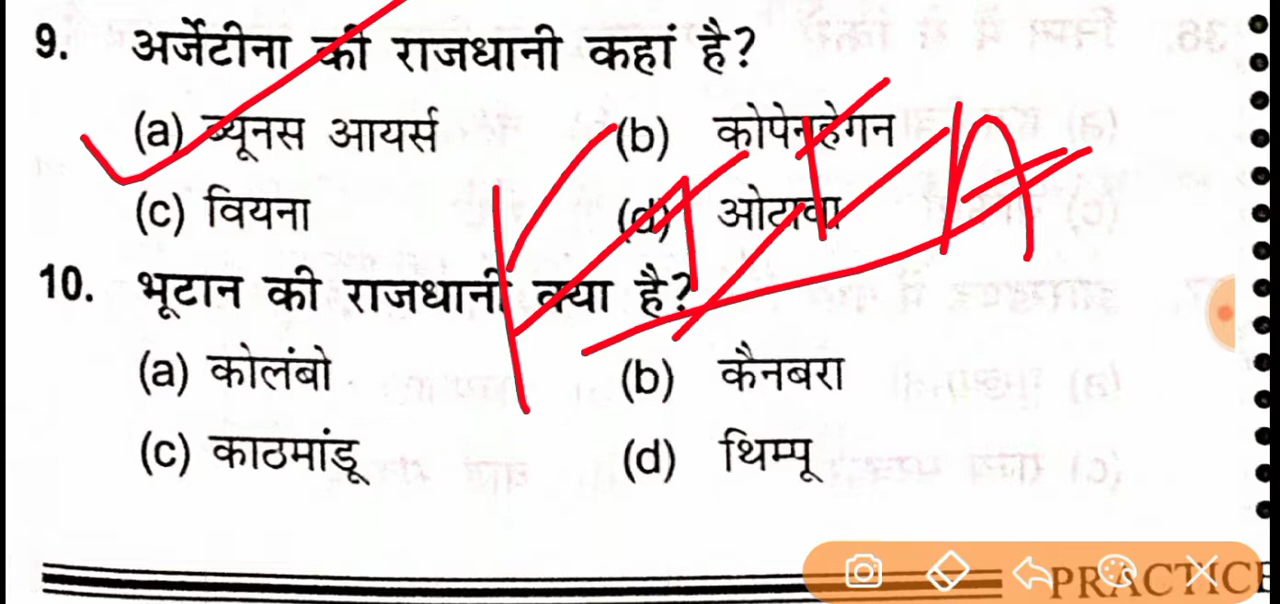 9. अर्जेटीना की राजधानी कहां है?
(a) ब्यूनस आयर्स (b) कोपेनहेगन
(c) वियना (d) ओटावा
10. भूटान की राजधानी क्या है?
(a) कोलंबो (b) कैनबरा
(c) काठमांडू (d) थिम्पू
PRACTICE